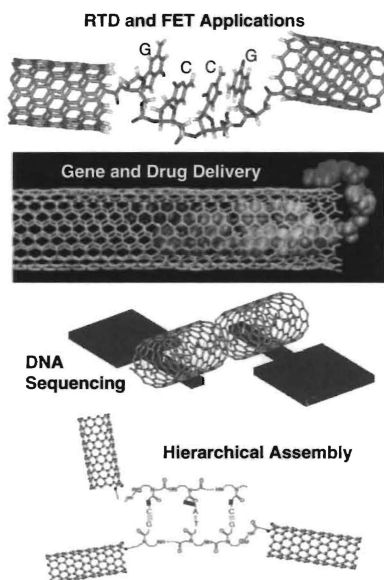 RTD and FET Applications
G C C G
Gene and Drug Delivery
DNA
Sequencing
Hierarchical Assembly